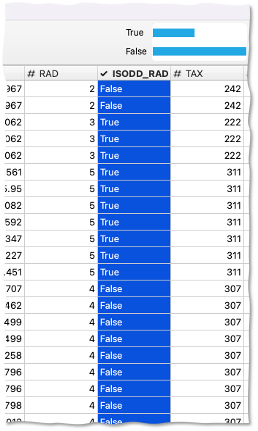 True
False
# RAD ✓ ISODD_RAD # TAX
967 2 False 242
967 2 False 242
062 3 True 222
062 3 True 222
062 3 True 222
561 5 True 311
5.95 5 True 311
082 5 True 311
592 5 True 311
347 5 True 311
227 5 True 311
.451 5 True 311
707 4 False 307
462 4 False 307
499 4 False 307
499 4 False 307
258 4 False 307
796 4 False 307
796 4 False 307
798 4 False 307
4 False 307